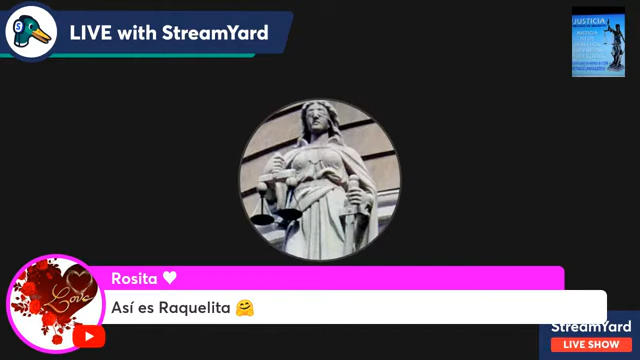 LIVE with StreamYard
JUSTICIA
Rosita ♥
Así es Raquelita 🤗
Love
StreamYard
LIVE SHOW